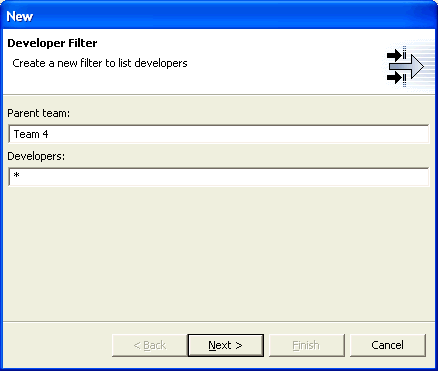 New
Developer Filter
Create a new filter to list developers
Parent team:
Team 4
Developers:
*
< Back Next > Finish Cancel